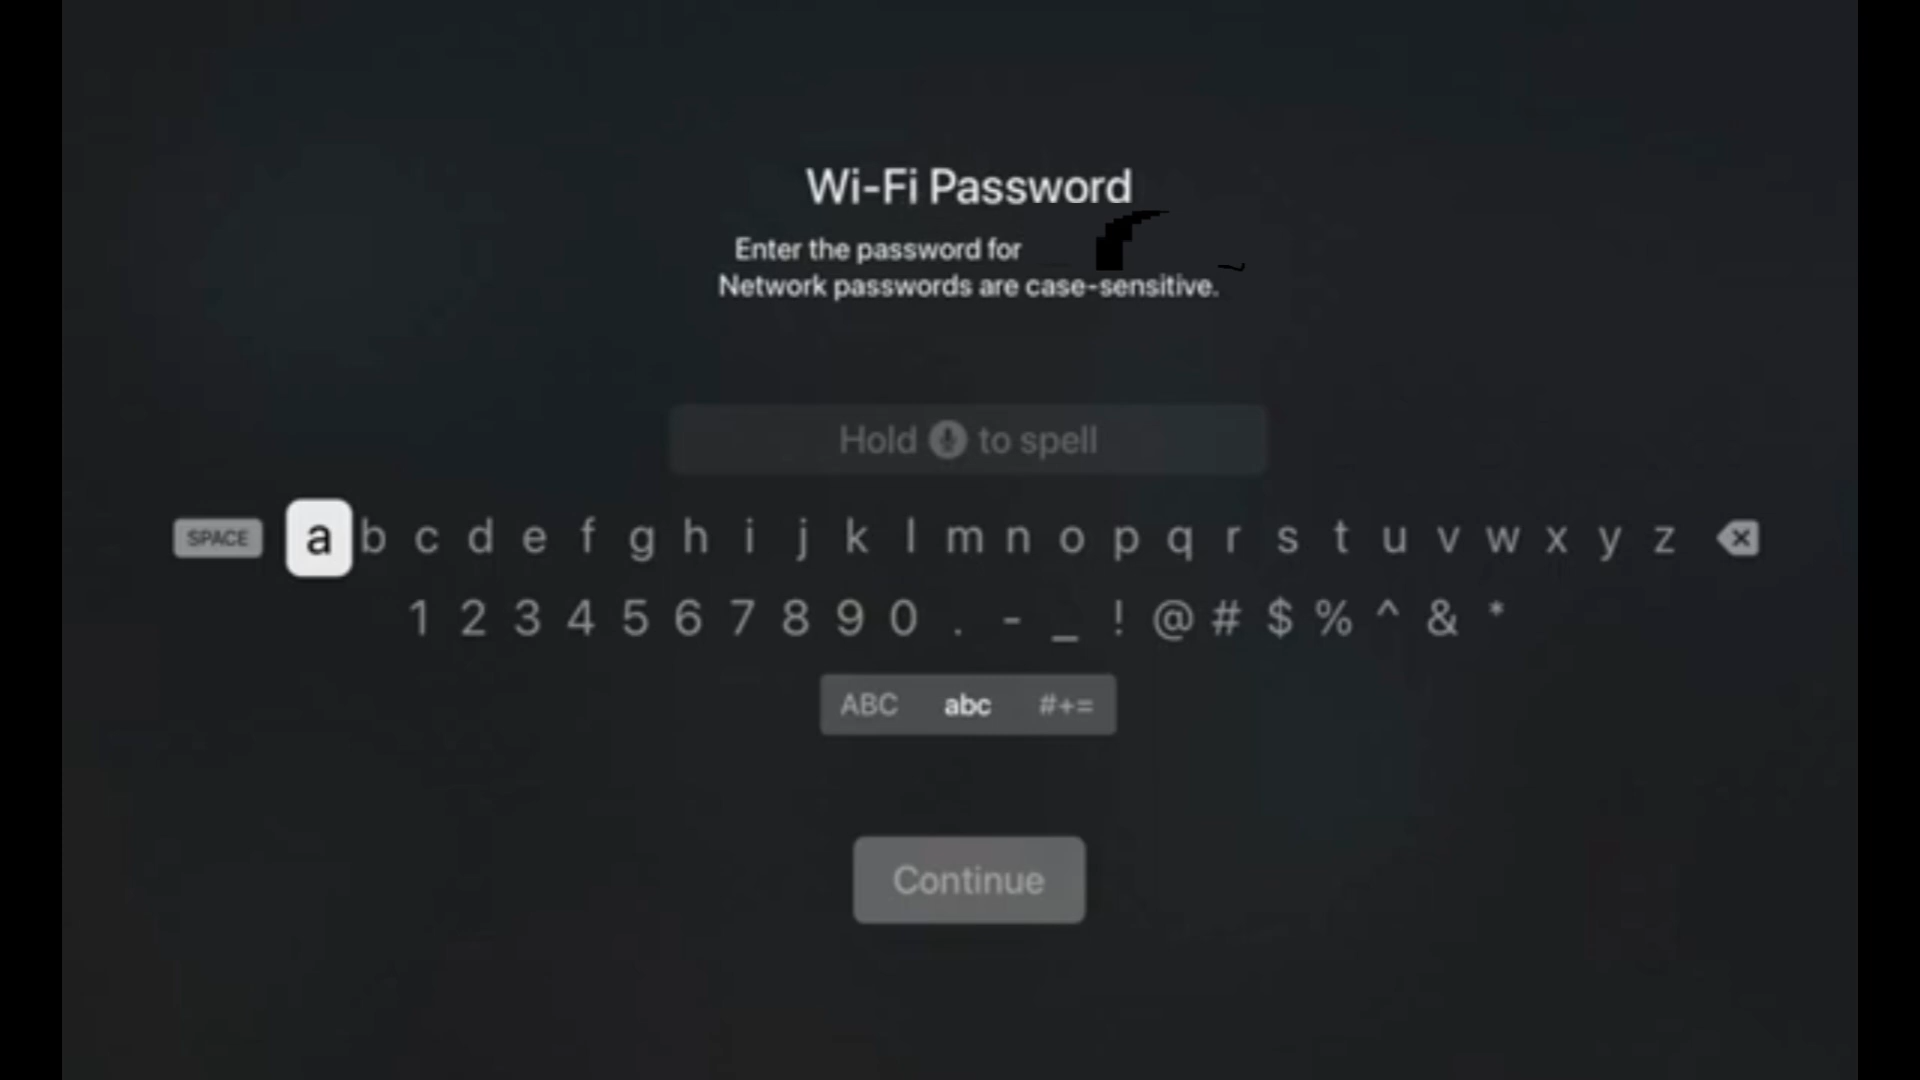 Wi-Fi Password
Enter the password for
Network passwords are case-sensitive.
Hold to spell
SPACE a b c d e f g h i j k l m n o p q r s t u v w x y z
1 2 3 4 5 6 7 8 9 0 . - _ ! @ # $ % ^ & *
ABC abc #+=
Continue